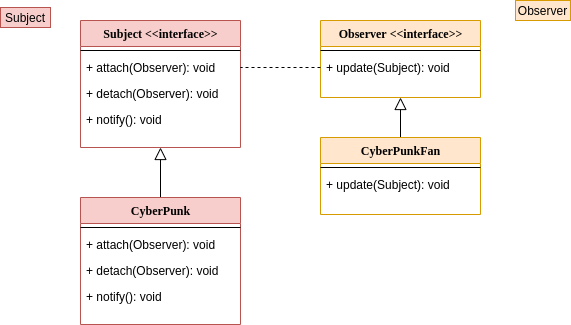 Subject
Observer
Subject <<interface>>
+ attach(Observer): void
+ detach(Observer): void
+ notify(): void
Observer <<interface>>
+ update(Subject): void
CyberPunkFan
+ update(Subject): void
CyberPunk
+ attach(Observer): void
+ detach(Observer): void
+ notify(): void